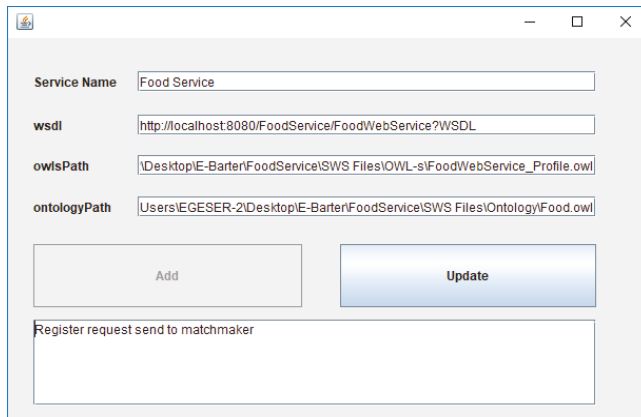 Service Name Food Service
wsdl http://localhost:8080/FoodService/FoodWebService?WSDL
owlsPath \Desktop\E-Barter\FoodService\SWS Files\OWL-s\FoodWebService_Profile.owl
ontologyPath Users\EGESER-2\Desktop\E-Barter\FoodService\SWS Files\Ontology\Food.owl
Add Update
Register request send to matchmaker